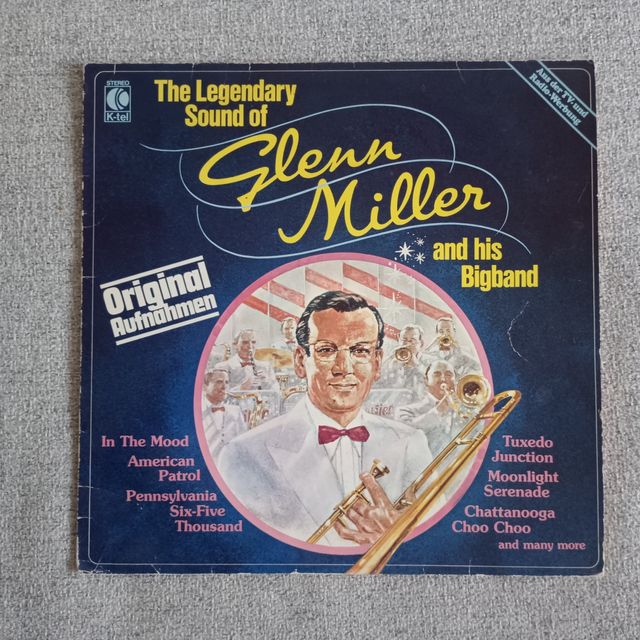 STEREO
K-tel
The Legendary
Sound of
Glenn
Miller
and his
Bigband
Aus der TV- und
Radio-Werbung
Original
Aufnahmen
In The Mood
American
Patrol
Pennsylvania
Six-Five
Thousand
Tuxedo
Junction
Moonlight
Serenade
Chattanooga
Choo Choo
and many more